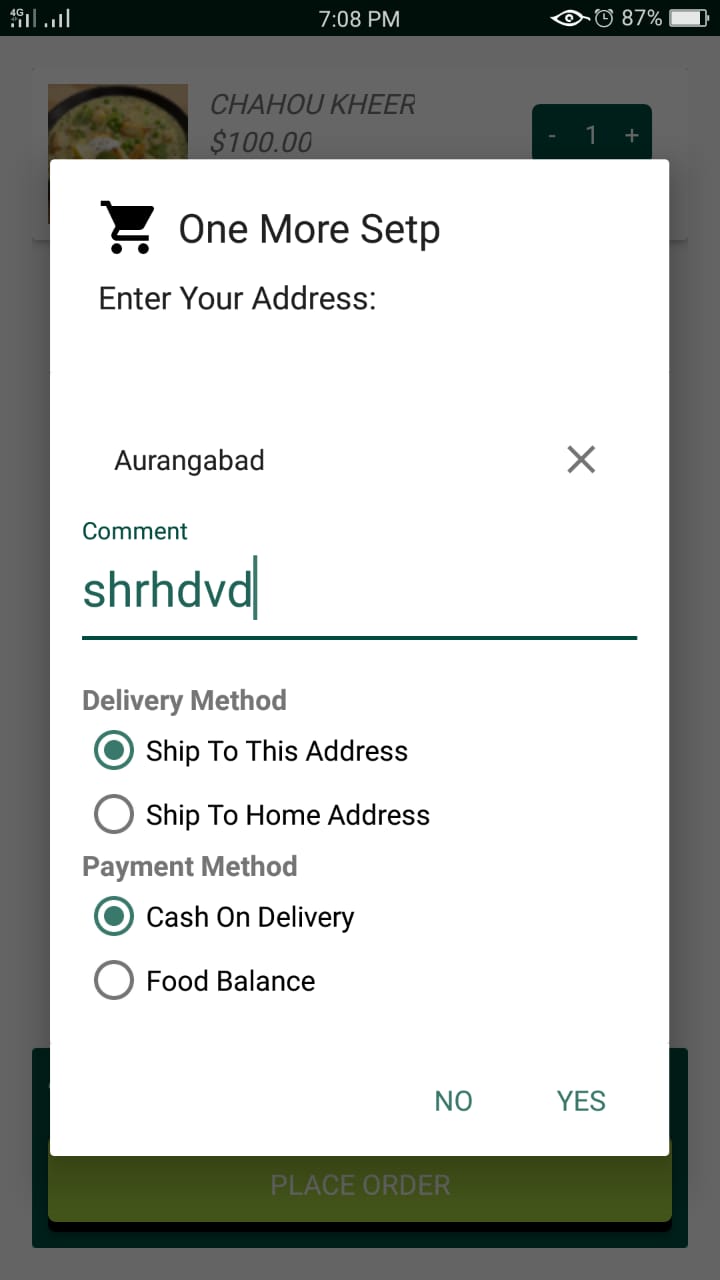 4G 7:08 PM 87%
CHAHOU KHEER
$100.00
- 1 +
One More Setp
Enter Your Address:
Aurangabad
Comment
shrhdvd
Delivery Method
Ship To This Address
Ship To Home Address
Payment Method
Cash On Delivery
Food Balance
NO YES
PLACE ORDER